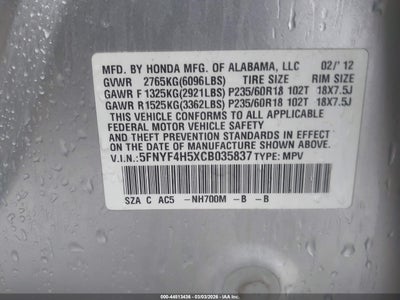 MFD. BY HONDA MFG. OF ALABAMA, LLC 02/'12
GVWR 2765KG(6096LBS) TIRE SIZE RIM SIZE
GAWR F 1325KG(2921LBS) P235/60R18 102T 18X7.5J
GAWR R 1525KG(3362LBS) P235/60R18 102T 18X7.5J
THIS VEHICLE CONFORMS TO ALL APPLICABLE
FEDERAL MOTOR VEHICLE SAFETY
AND THEFT PREVENTION STANDARDS IN EFFECT
ON THE DATE OF MANUFACTURE SHOWN ABOVE.
V.I.N.: 5FNYF4H5XCB035837 TYPE: MPV
SZA C AC5 -NH700M -B -B
000-44813436 - 03/03/2026 - IAAI.COM